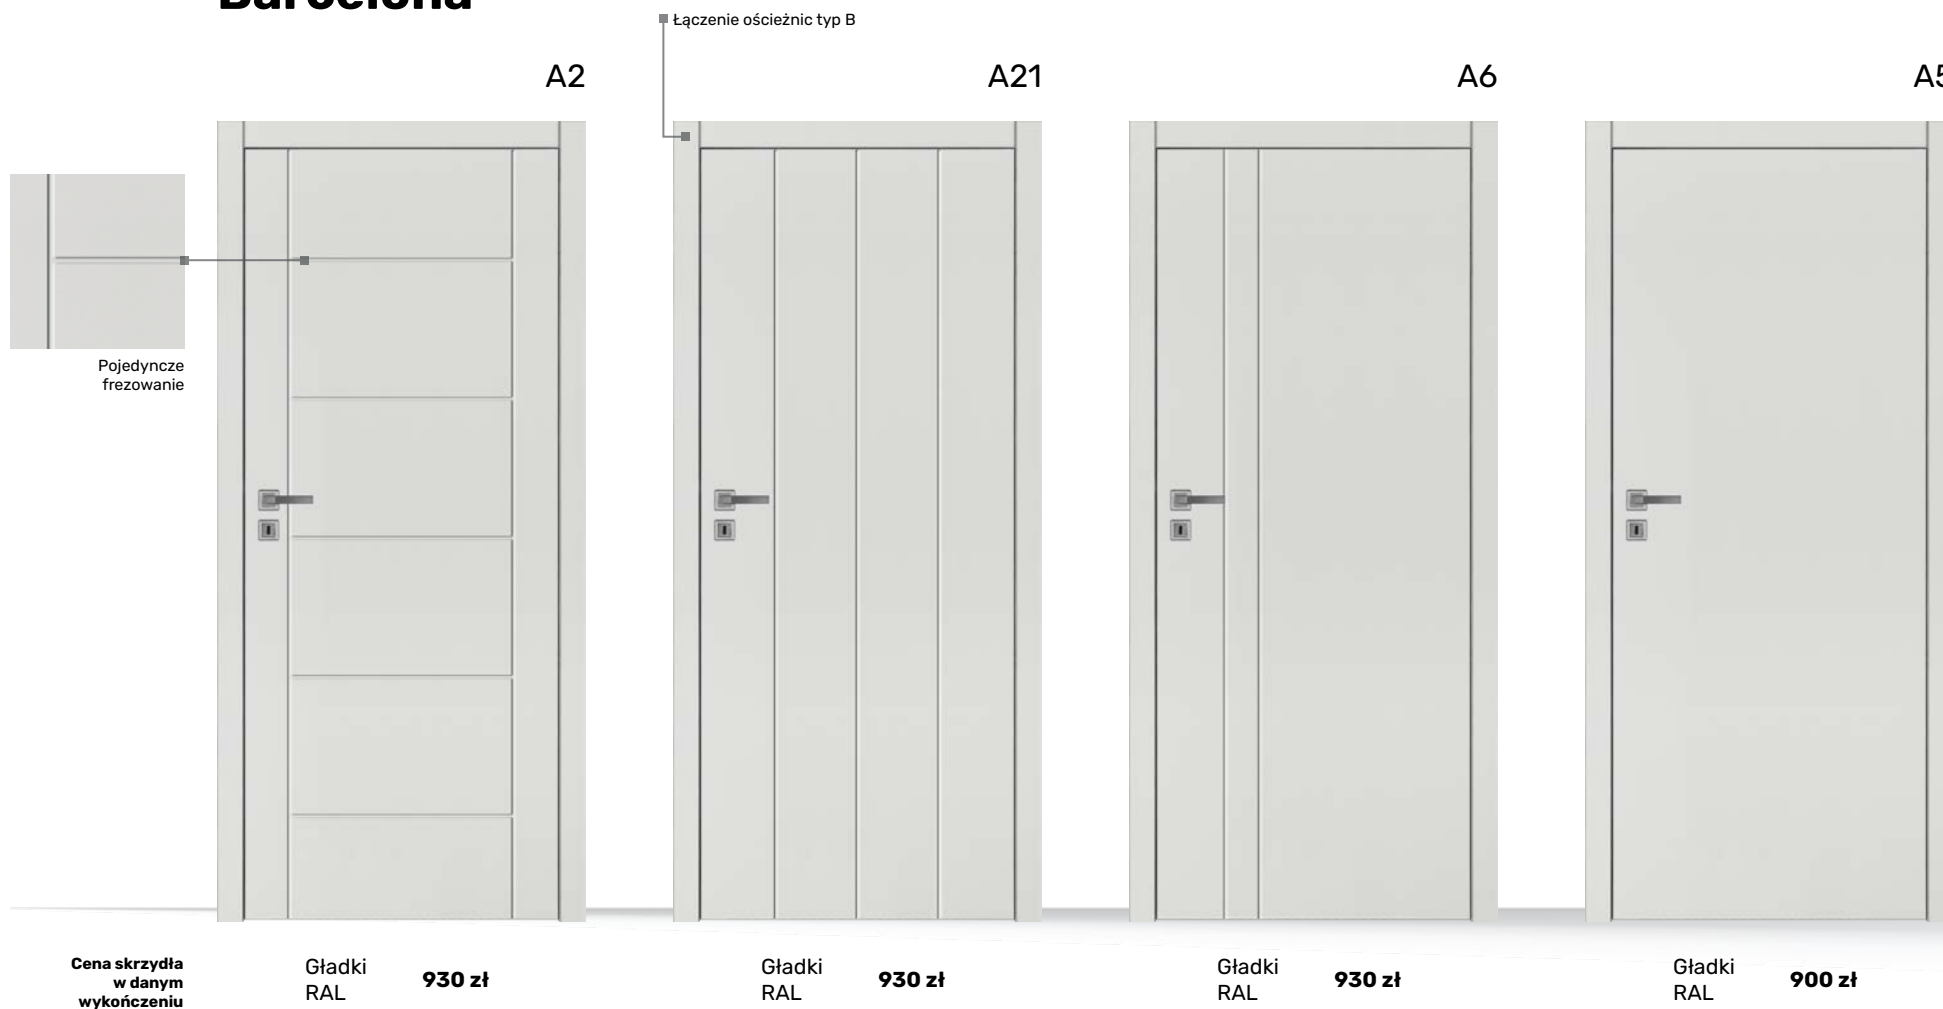 Barcelona
Łączenie ościeżnic typ B
A2
A21
A6
A5
Pojedyncze
frezowanie
Cena skrzydła
w danym
wykończeniu
Gładki
RAL
930 zł
Gładki
RAL
930 zł
Gładki
RAL
930 zł
Gładki
RAL
900 zł